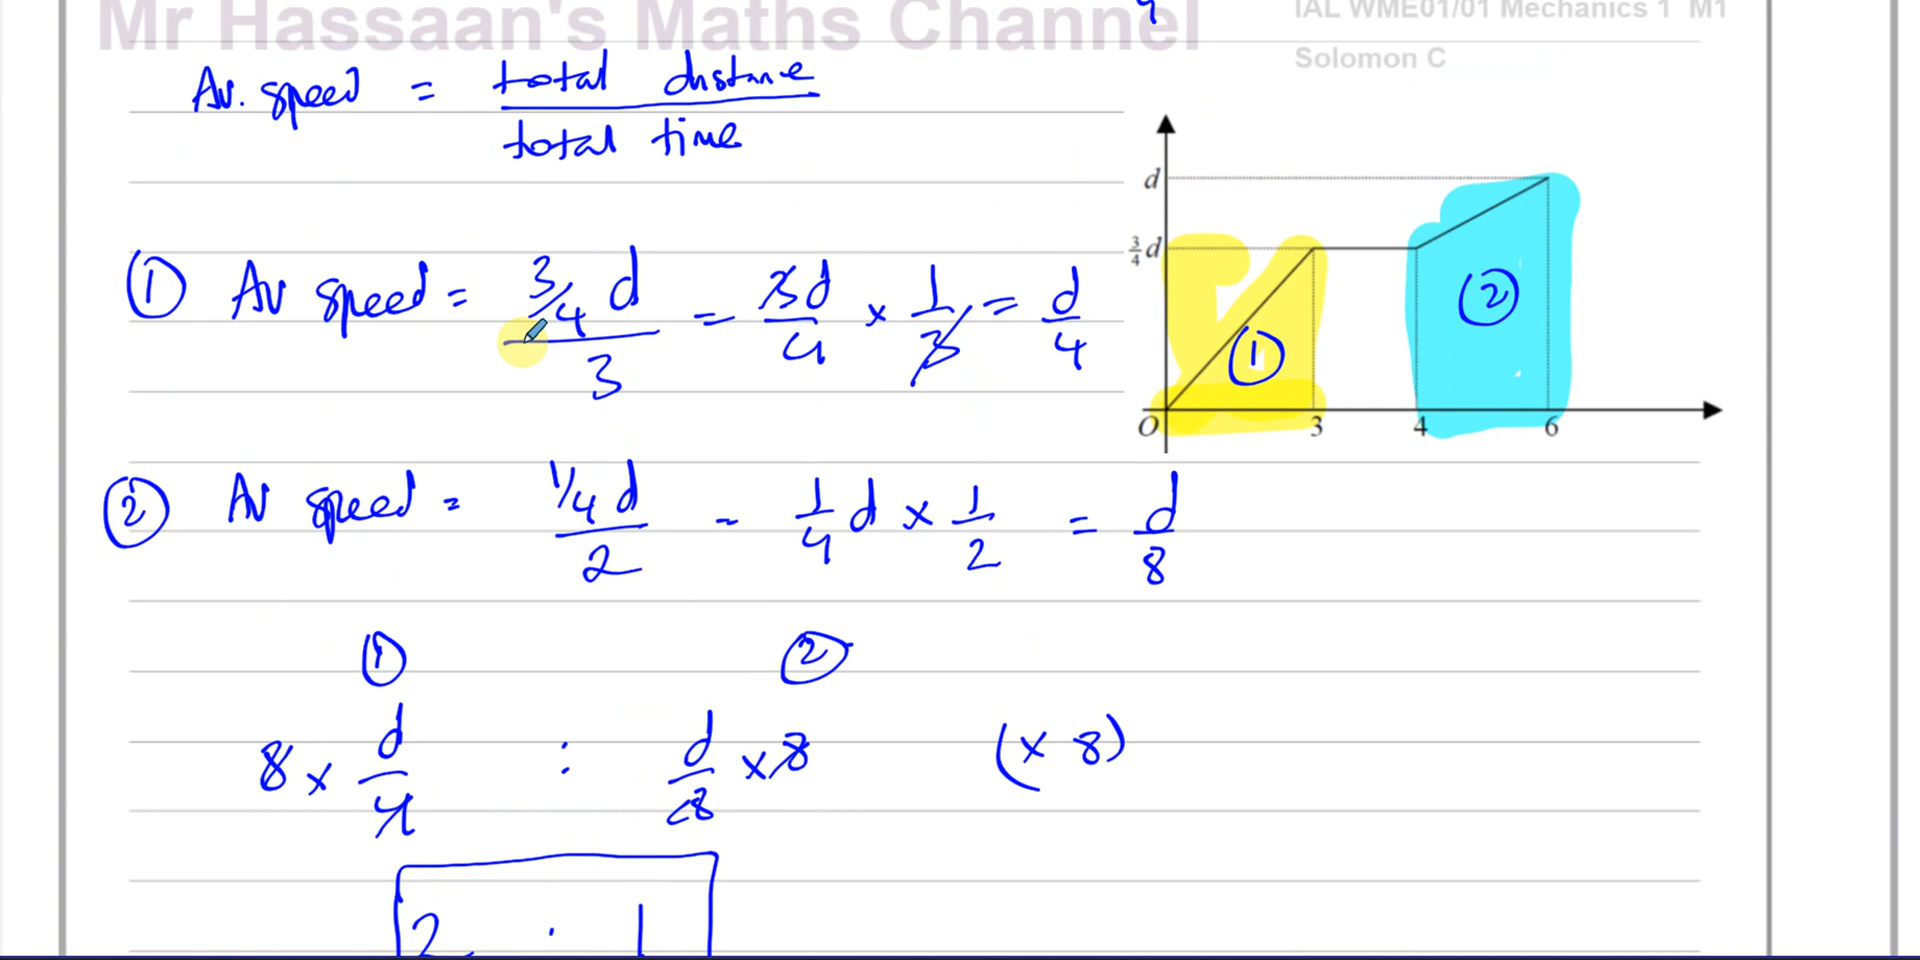 Mr Hassaan's Maths Channel
IAL WME01/01 Mechanics 1 M1
Solomon C
Av. speed = total distance / total time
d
3/4 d
O 3 4 6
① ②
① Av speed = 3/4 d / 3 = 3d/4 × 1/3 = d/4
② Av speed = 1/4 d / 2 = 1/4 d × 1/2 = d/8
① ②
8 × d/4 : d/8 × 8 (× 8)
2 : 1